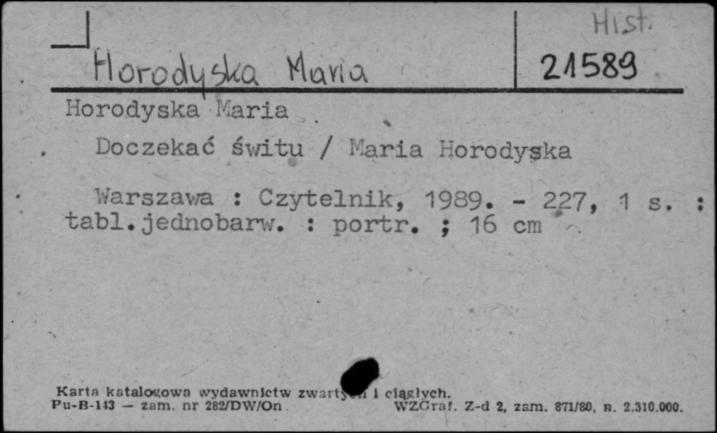 Hist.
Horodyska Maria 21589
Horodyska Maria
Doczekać świtu / Maria Horodyska
Warszawa : Czytelnik, 1989. - 227, 1 s. :
tabl.jednobarw. : portr. ; 16 cm
Karta katalogowa wydawnictw zwartych i ciągłych.
Pu-B-143 — zam. nr 282/DW/On WZGraf. Z-d 2, zam. 871/80, n. 2.310.000.